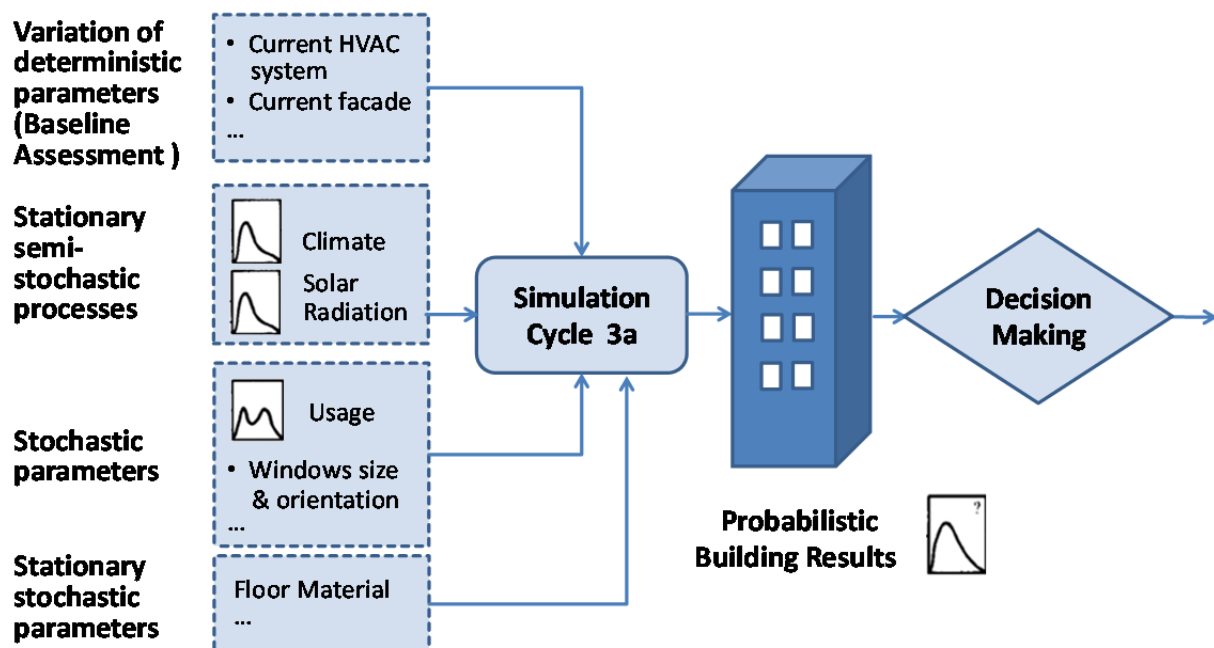 Variation of
deterministic
parameters
(Baseline
Assessment )
• Current HVAC
system
• Current facade
...
Stationary
semi-
stochastic
processes
Climate
Solar
Radiation
Stochastic
parameters
Usage
• Windows size
& orientation
...
Stationary
stochastic
parameters
Floor Material
...
Simulation
Cycle 3a
Probabilistic
Building Results
?
Decision
Making